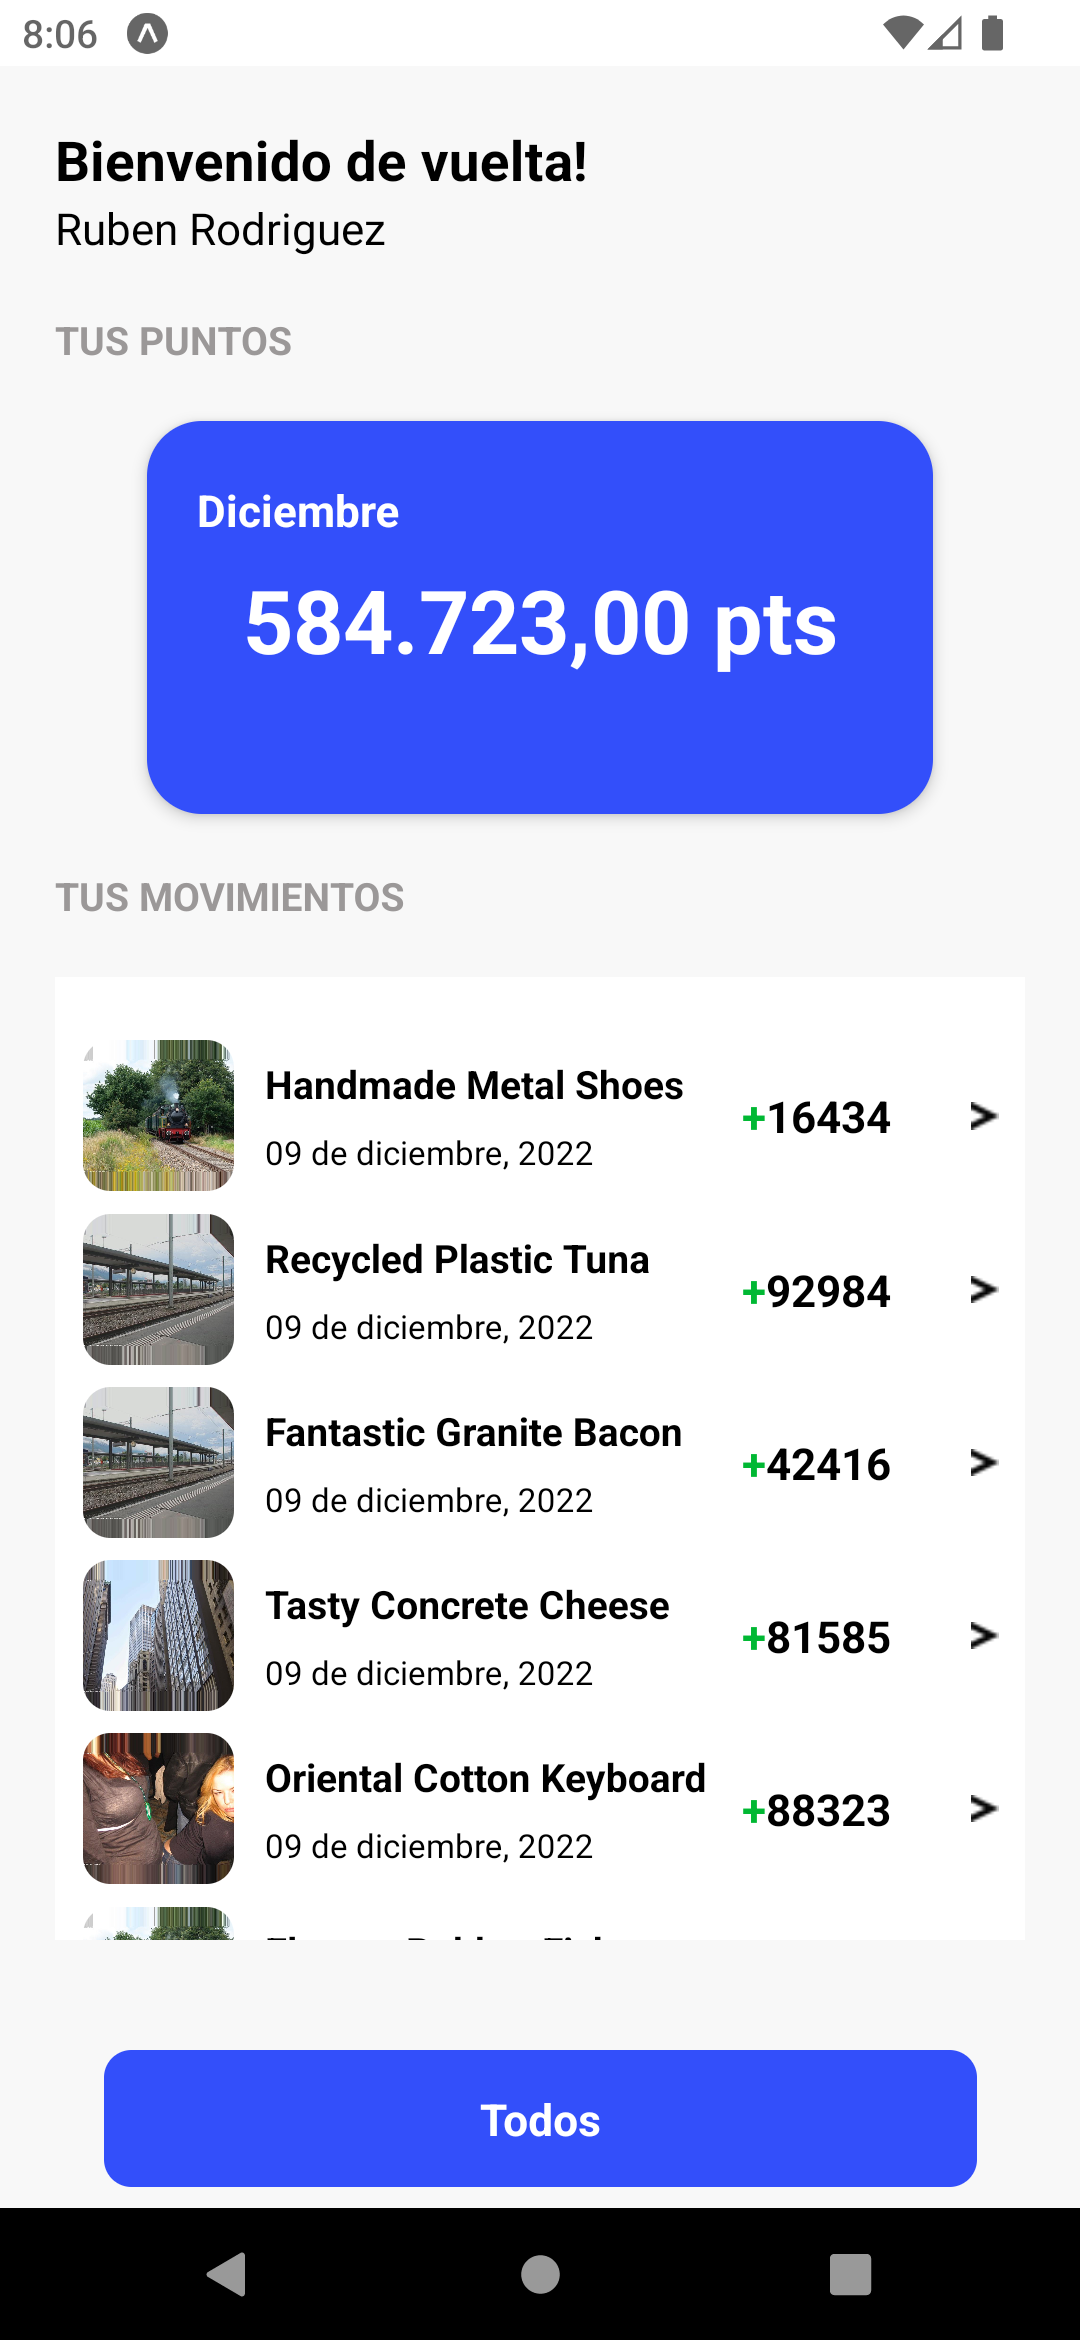 8:06
Bienvenido de vuelta!
Ruben Rodriguez
TUS PUNTOS
Diciembre
584.723,00 pts
TUS MOVIMIENTOS
Handmade Metal Shoes
09 de diciembre, 2022
+16434 >
Recycled Plastic Tuna
09 de diciembre, 2022
+92984 >
Fantastic Granite Bacon
09 de diciembre, 2022
+42416 >
Tasty Concrete Cheese
09 de diciembre, 2022
+81585 >
Oriental Cotton Keyboard
09 de diciembre, 2022
+88323 >
Todos